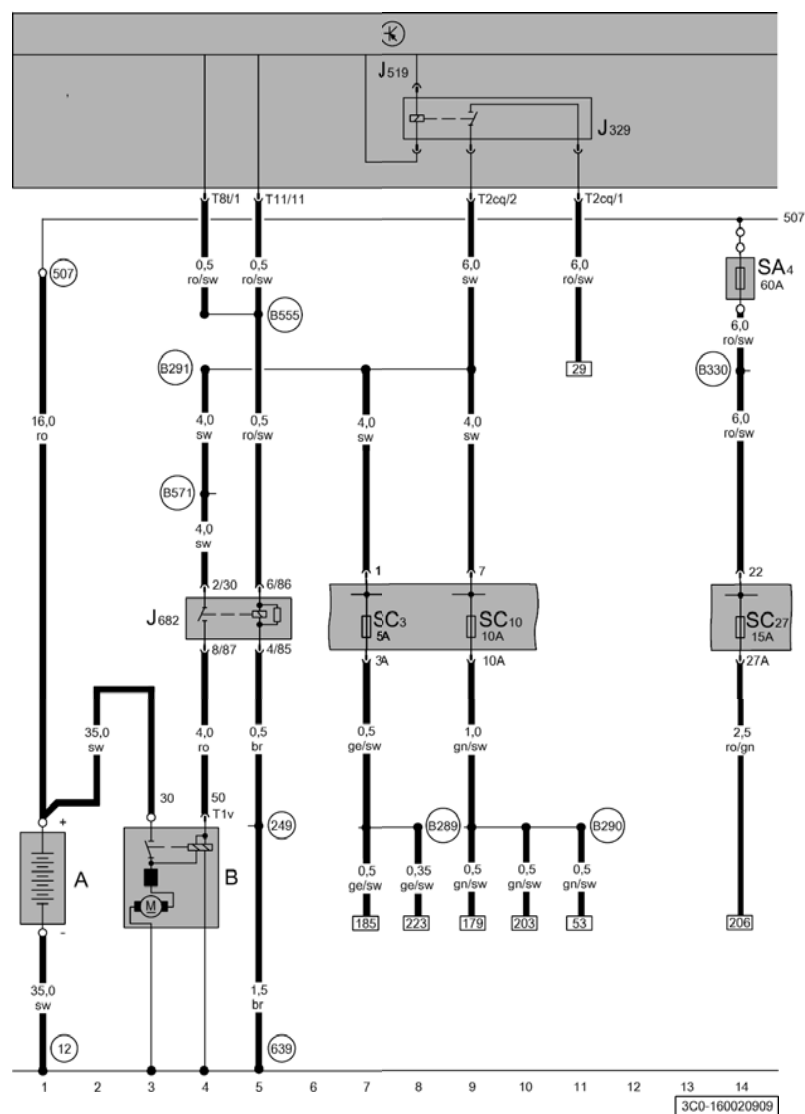 J519
J329
T8t/1 T11/11 T2cq/2 T2cq/1
507
507
SA4
60A
0,5 0,5 6,0 6,0
ro/sw ro/sw sw ro/sw
B555
6,0
ro/sw
B291
29
B330
16,0
ro
4,0 0,5 4,0 4,0
sw ro/sw sw sw
6,0
ro/sw
B571
4,0
sw
2/30 6/86 1 7 22
J682
SC3
5A
SC10
10A
SC27
15A
8/87 4/85 3A 10A 27A
35,0 4,0 0,5 0,5 1,0 2,5
sw ro br ge/sw gn/sw ro/gn
30 50
T1v
+
249
B289
B290
A
B
M
0,5 0,35 0,5 0,5 0,5
ge/sw ge/sw gn/sw gn/sw gn/sw
185 223 179 203 53 206
-
35,0 1,5
sw br
12
639
1 2 3 4 5 6 7 8 9 10 11 12 13 14
3C0-160020909